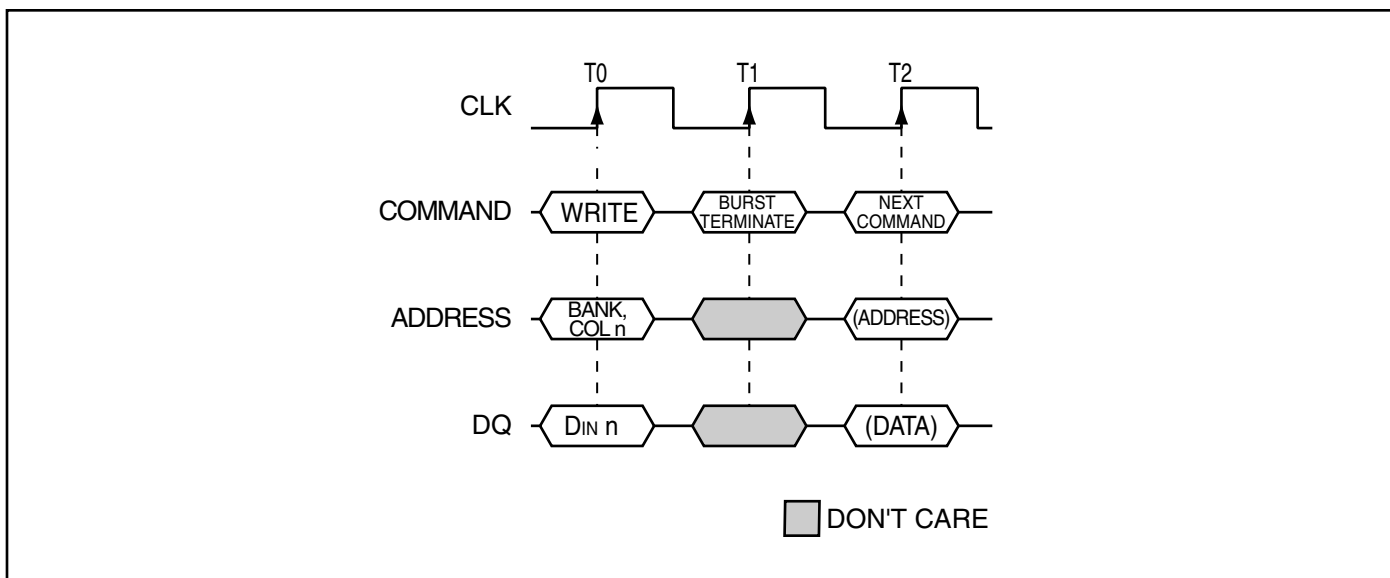 T0 T1 T2
CLK
COMMAND WRITE BURST TERMINATE NEXT COMMAND
ADDRESS BANK, COL n (ADDRESS)
DQ DIN n (DATA)
DON'T CARE